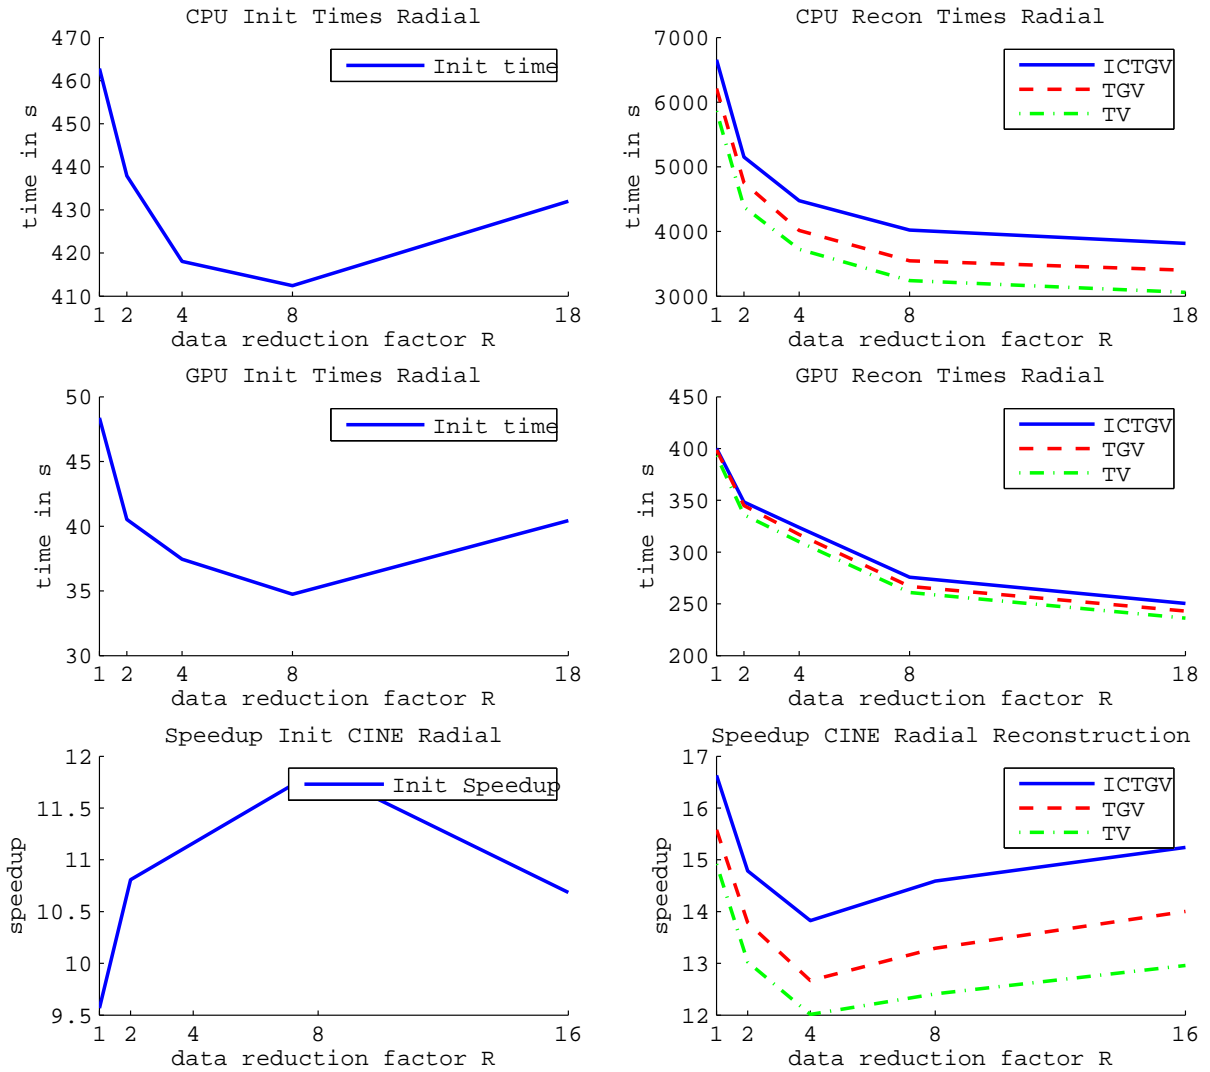 CPU Init Times Radial
470
460
450
440
430
420
410
time in s
Init time
1 2 4 8 18
data reduction factor R
CPU Recon Times Radial
7000
6000
5000
4000
3000
time in s
ICTGV
TGV
TV
1 2 4 8 18
data reduction factor R
GPU Init Times Radial
50
45
40
35
30
time in s
Init time
1 2 4 8 18
data reduction factor R
GPU Recon Times Radial
450
400
350
300
250
200
time in s
ICTGV
TGV
TV
1 2 4 8 18
data reduction factor R
Speedup Init CINE Radial
12
11.5
11
10.5
10
9.5
speedup
Init Speedup
1 2 4 8 16
data reduction factor R
Speedup CINE Radial Reconstruction
17
16
15
14
13
12
speedup
ICTGV
TGV
TV
1 2 4 8 16
data reduction factor R